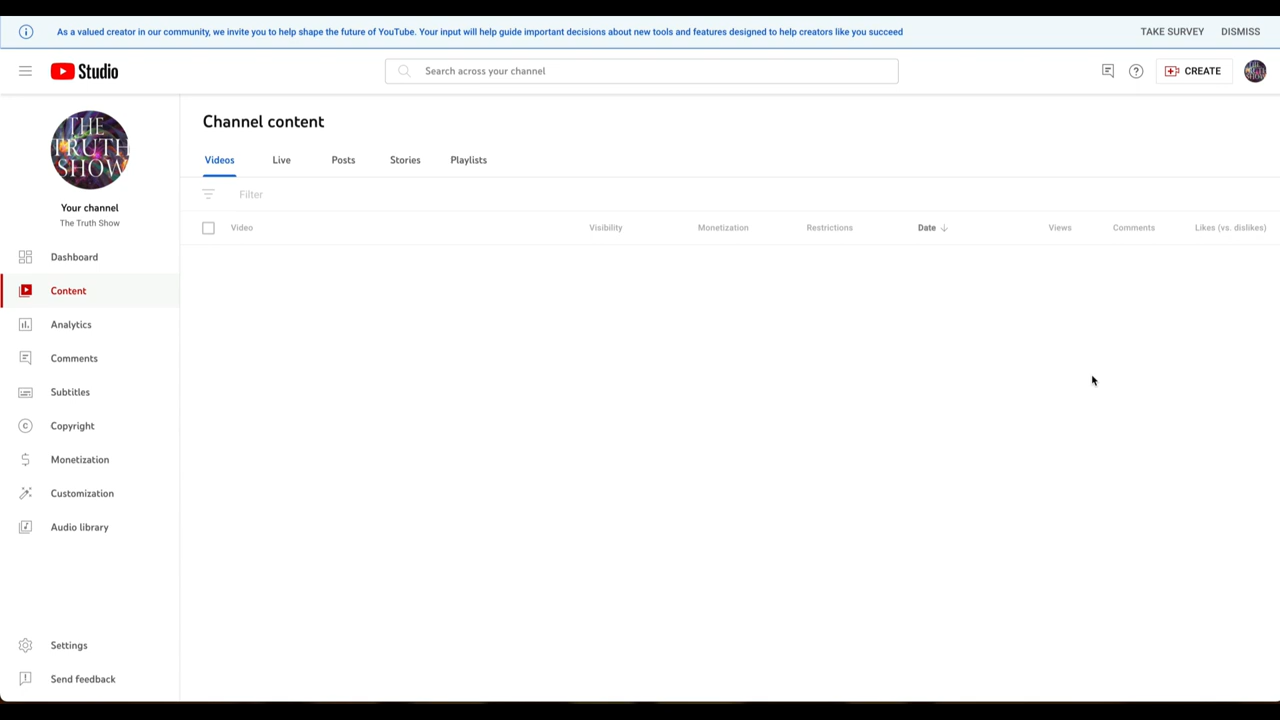 As a valued creator in our community, we invite you to help shape the future of YouTube. Your input will help guide important decisions about new tools and features designed to help creators like you succeed
TAKE SURVEY
DISMISS
Studio
Search across your channel
CREATE
THE
TRUTH
SHOW
Your channel
The Truth Show
Dashboard
Content
Analytics
Comments
Subtitles
Copyright
Monetization
Customization
Audio library
Settings
Send feedback
Channel content
Videos
Live
Posts
Stories
Playlists
Filter
Video
Visibility
Monetization
Restrictions
Date
Views
Comments
Likes (vs. dislikes)